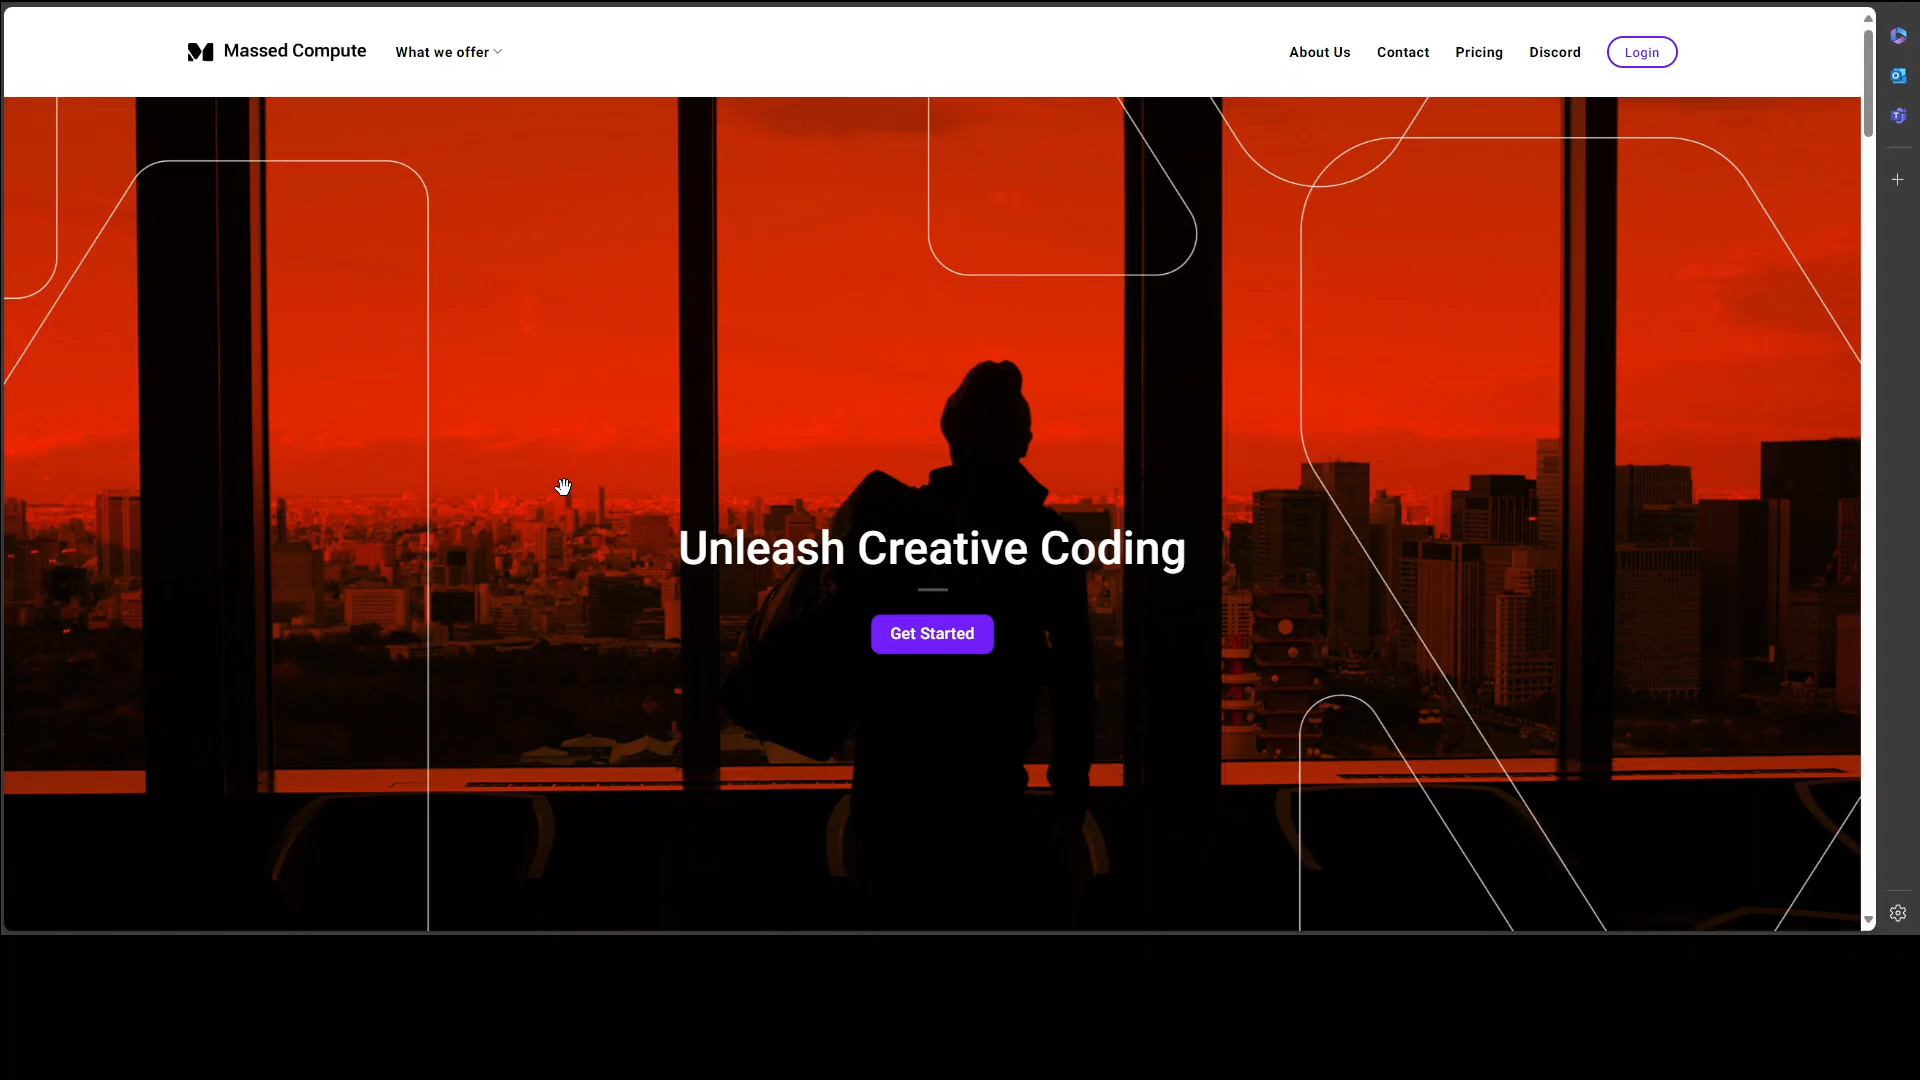 Massed Compute
What we offer
About Us
Contact
Pricing
Discord
Login
Unleash Creative Coding
Get Started